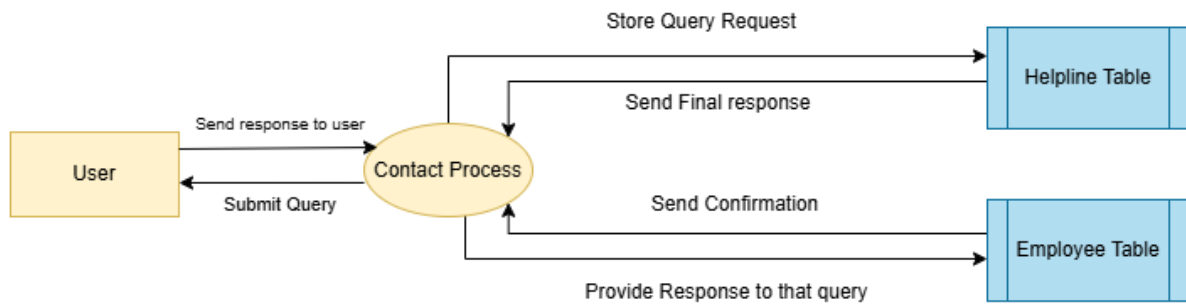 Store Query Request
Helpline Table
Send Final response
Send response to user
User
Contact Process
Submit Query
Send Confirmation
Employee Table
Provide Response to that query